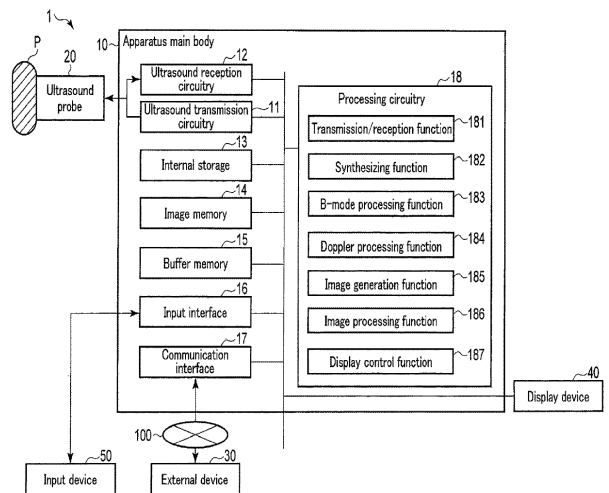 1
P
20
Ultrasound
probe
10
Apparatus main body
12
Ultrasound reception
circuitry
11
Ultrasound transmission
circuitry
13
Internal storage
14
Image memory
15
Buffer memory
16
Input interface
17
Communication
interface
18
Processing circuitry
Transmission/reception function
181
Synthesizing function
182
B-mode processing function
183
Doppler processing function
184
Image generation function
185
Image processing function
186
Display control function
187
40
Display device
100
50
Input device
30
External device